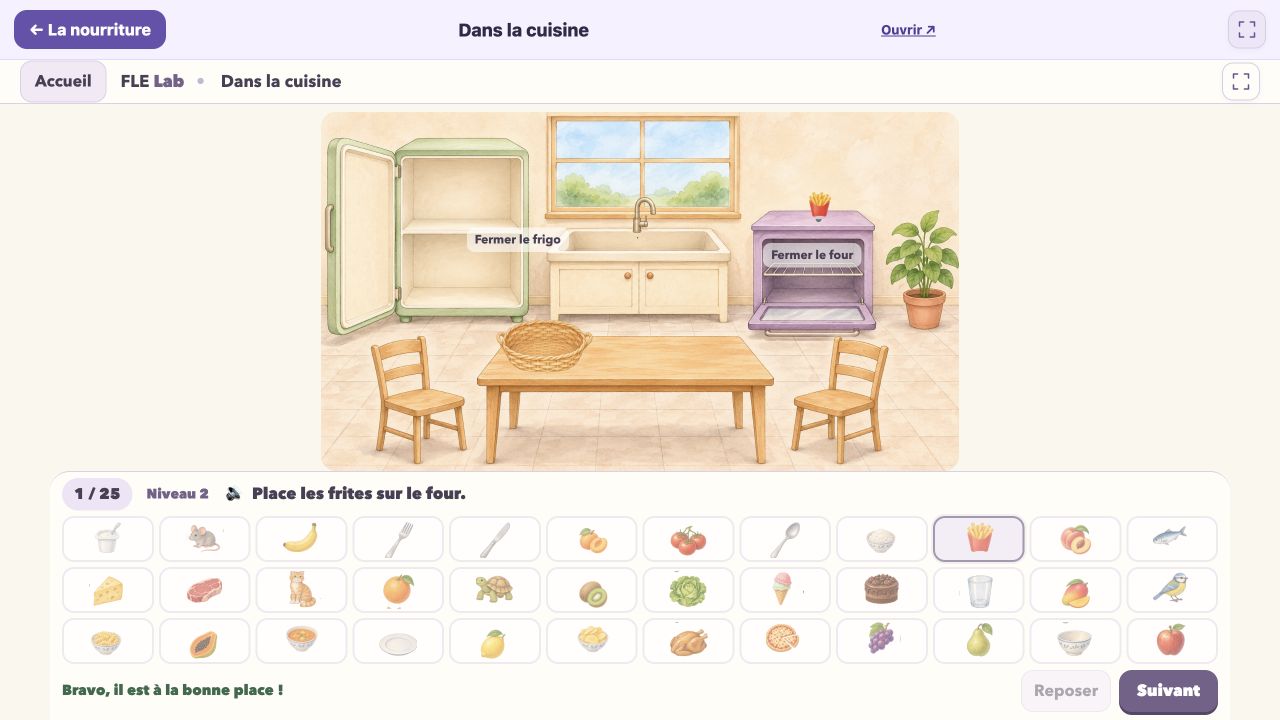 ← La nourriture
Dans la cuisine
Ouvrir ↗
Accueil
FLE Lab • Dans la cuisine
Fermer le frigo
Fermer le four
1 / 25
Niveau 2
Place les frites sur le four.
Bravo, il est à la bonne place !
Reposer
Suivant